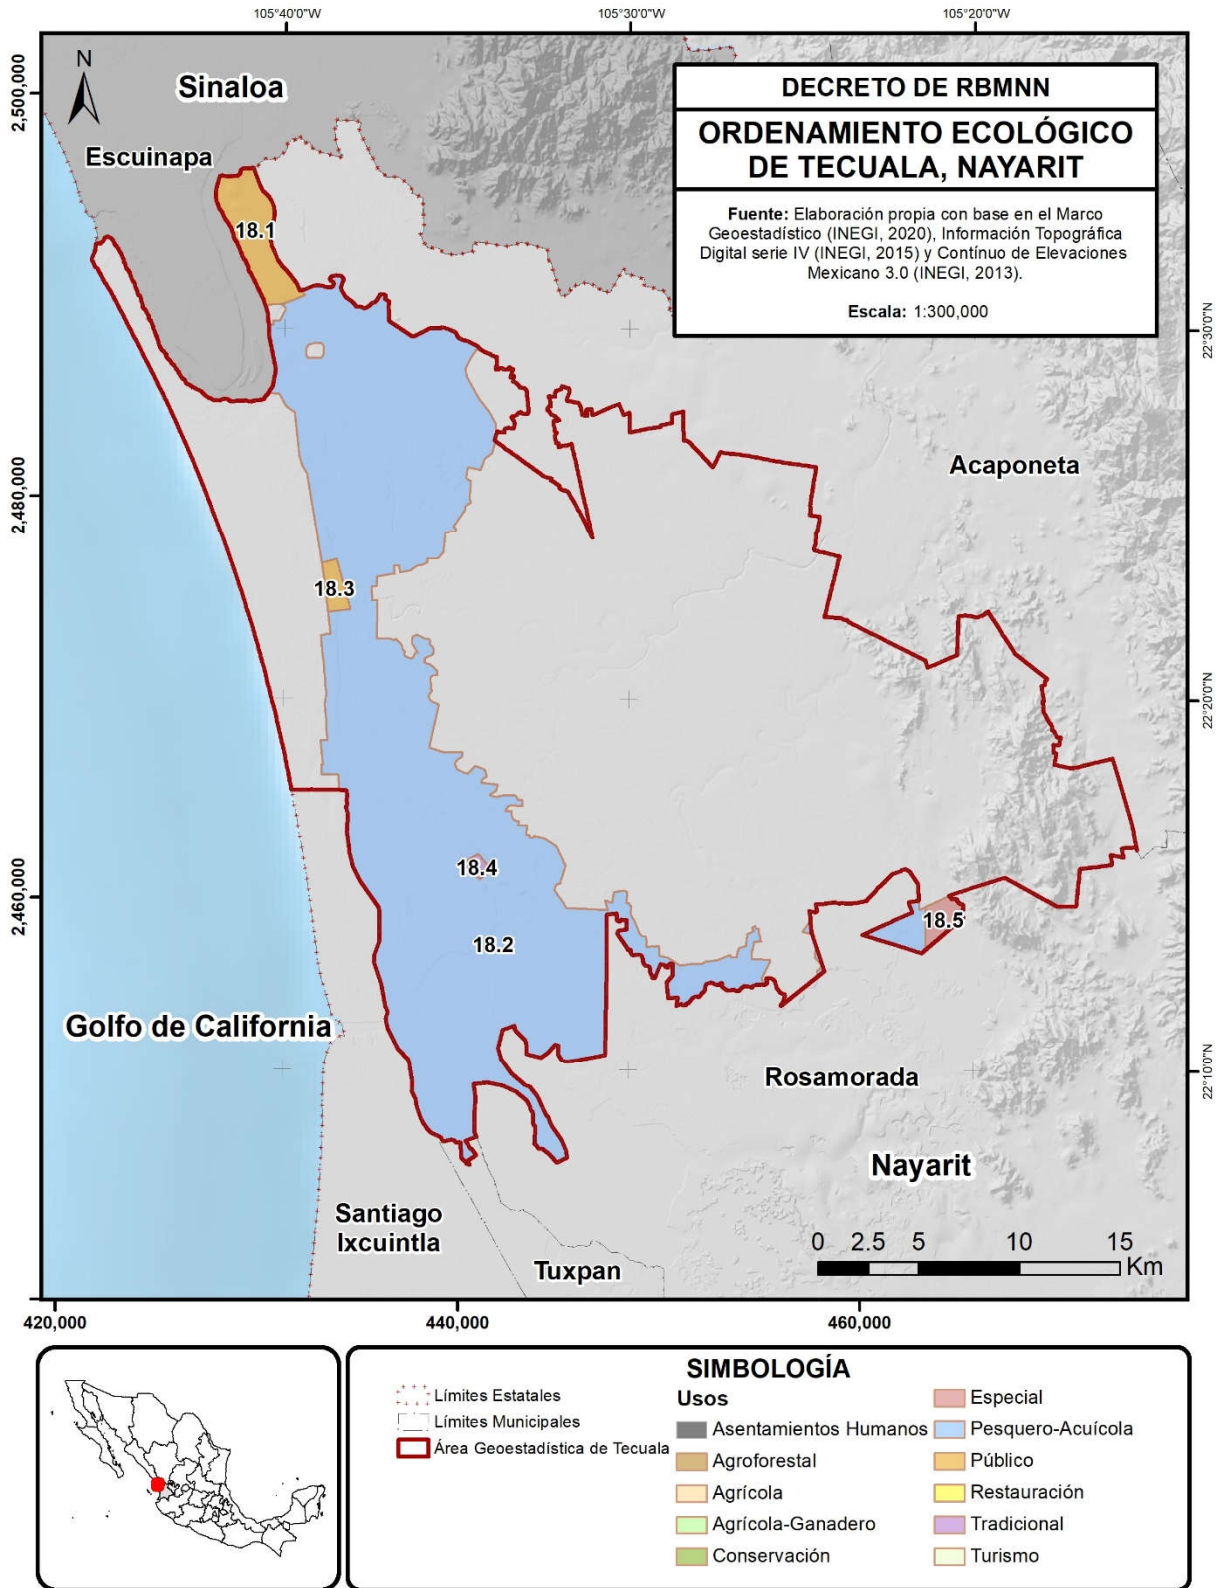 105°40'0"W
105°30'0"W
105°20'0"W
N
Sinaloa
Escuinapa
DECRETO DE RBMNN
ORDENAMIENTO ECOLÓGICO
DE TECUALA, NAYARIT
Fuente: Elaboración propia con base en el Marco
Geoestadístico (INEGI, 2020), Información Topográfica
Digital serie IV (INEGI, 2015) y Contínuo de Elevaciones
Mexicano 3.0 (INEGI, 2013).
Escala: 1:300,000
2,500,000
2,480,000
2,460,000
22°30'0"N
22°20'0"N
22°10'0"N
18.1
Acaponeta
18.3
18.4
18.5
18.2
Golfo de California
Rosamorada
Nayarit
Santiago
Ixcuintla
Tuxpan
0 2.5 5 10 15
Km
420,000
440,000
460,000
SIMBOLOGÍA
Límites Estatales
Límites Municipales
Área Geoestadística de Tecuala
Usos
Asentamientos Humanos
Agroforestal
Agrícola
Agrícola-Ganadero
Conservación
Especial
Pesquero-Acuícola
Público
Restauración
Tradicional
Turismo